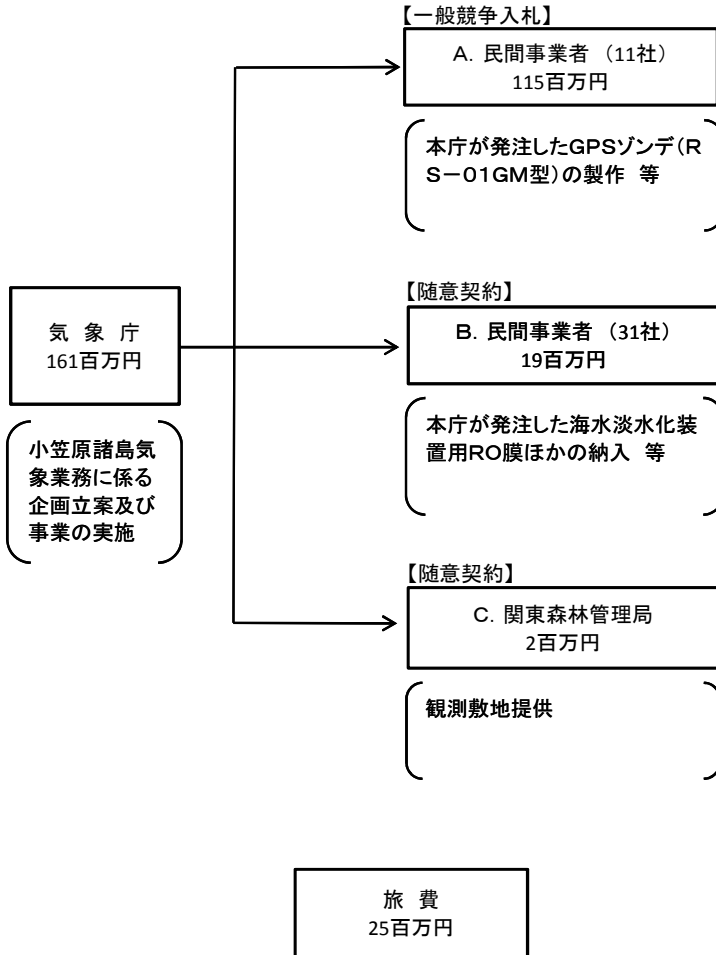 【一般競争入札】
A. 民間事業者 （11社）
115百万円
本庁が発注したGPSゾンデ（R
S－01GM型）の製作 等
気 象 庁
161百万円
小笠原諸島気
象業務に係る
企画立案及び
事業の実施
【随意契約】
B. 民間事業者 （31社）
19百万円
本庁が発注した海水淡水化装
置用RO膜ほかの納入 等
【随意契約】
C. 関東森林管理局
2百万円
観測敷地提供
旅 費
25百万円